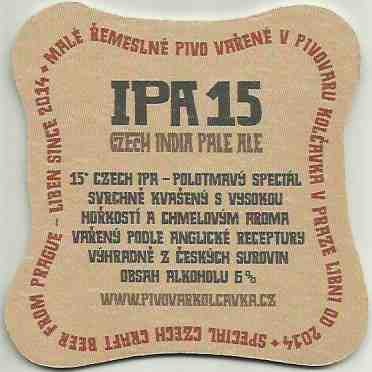 MALÉ ŘEMESLNÉ PIVO VAŘENÉ V PIVOVARU KOLČAVKA V PRAZE LIBNI OD 2014 • SPECIAL CZECH CRAFT BEER FROM PRAGUE - LIBEN SINCE 2014 •
IPA 15
CZECH INDIA PALE ALE
15° CZECH IPA - POLOTMAVÝ SPECIÁL
SVRCHNĚ KVAŠENÝ S VYSOKOU
HOŘKOSTÍ A CHMELOVÝM AROMA
VAŘENÝ PODLE ANGLICKÉ RECEPTURY
VÝHRADNĚ Z ČESKÝCH SUROVIN
OBSAH ALKOHOLU 6%
WWW.PIVOVARKOLCAVKA.CZ